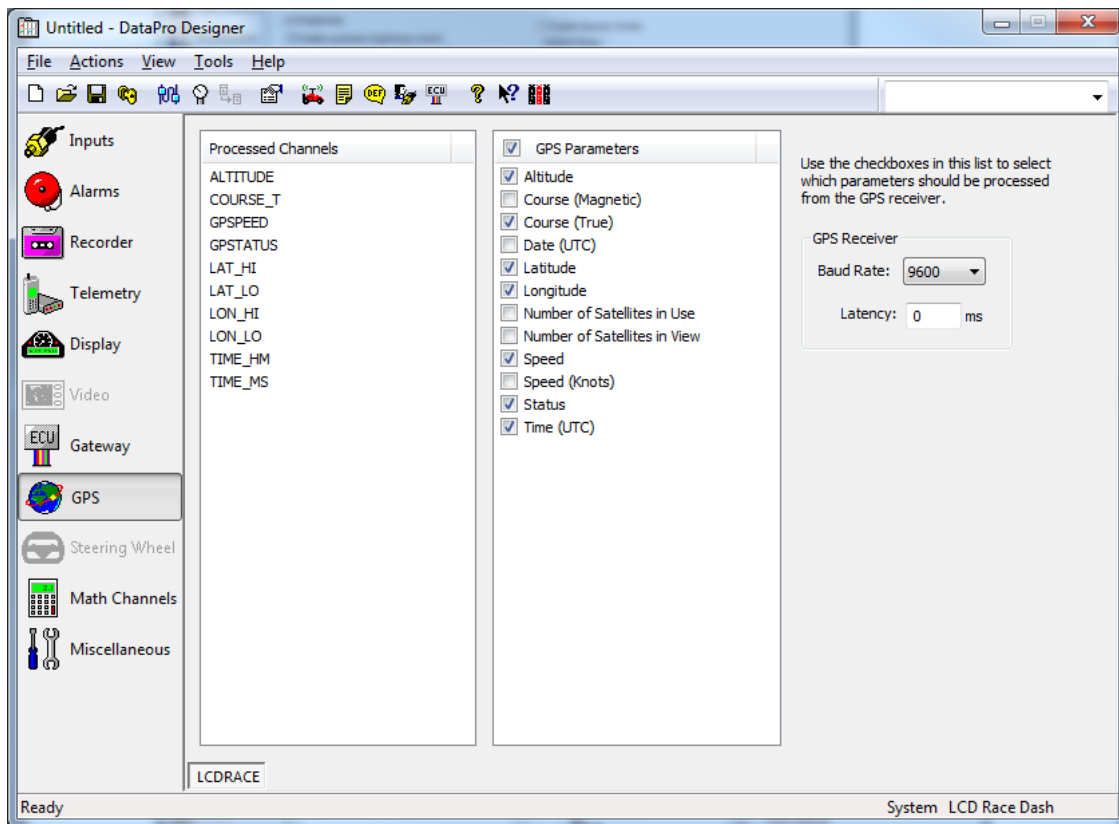 Untitled - DataPro Designer
File Actions View Tools Help
DEF
ECU
Inputs
Alarms
Recorder
Telemetry
Display
Video
ECU
Gateway
GPS
Steering Wheel
Math Channels
Miscellaneous
Processed Channels
ALTITUDE
COURSE_T
GPSPEED
GPSTATUS
LAT_HI
LAT_LO
LON_HI
LON_LO
TIME_HM
TIME_MS
GPS Parameters
Altitude
Course (Magnetic)
Course (True)
Date (UTC)
Latitude
Longitude
Number of Satellites in Use
Number of Satellites in View
Speed
Speed (Knots)
Status
Time (UTC)
Use the checkboxes in this list to select
which parameters should be processed
from the GPS receiver.
GPS Receiver
Baud Rate: 9600
Latency: 0 ms
LCDRACE
Ready
System LCD Race Dash